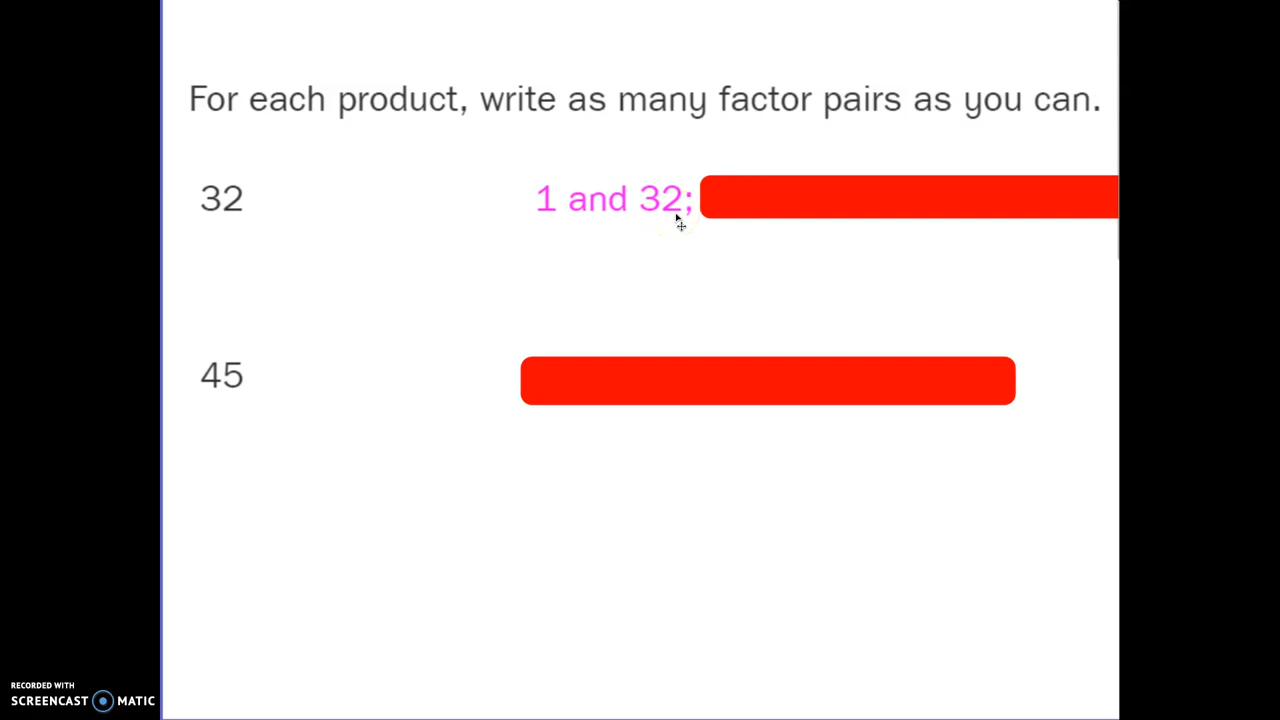 For each product, write as many factor pairs as you can.
32 1 and 32;
45
RECORDED WITH
SCREENCAST MATIC